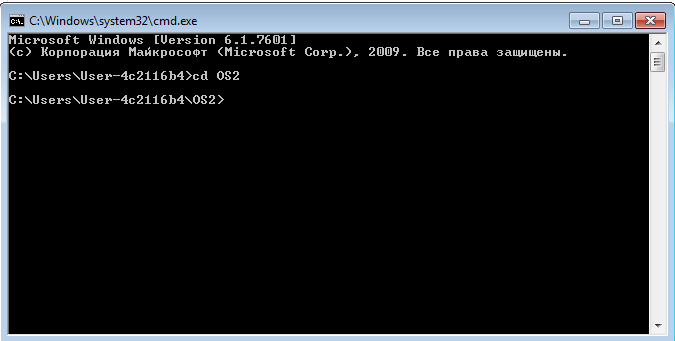 C:\Windows\system32\cmd.exe
Microsoft Windows [Version 6.1.7601]
(c) Корпорация Майкрософт (Microsoft Corp.), 2009. Все права защищены.
C:\Users\User-4c2116b4>cd OS2
C:\Users\User-4c2116b4\OS2>